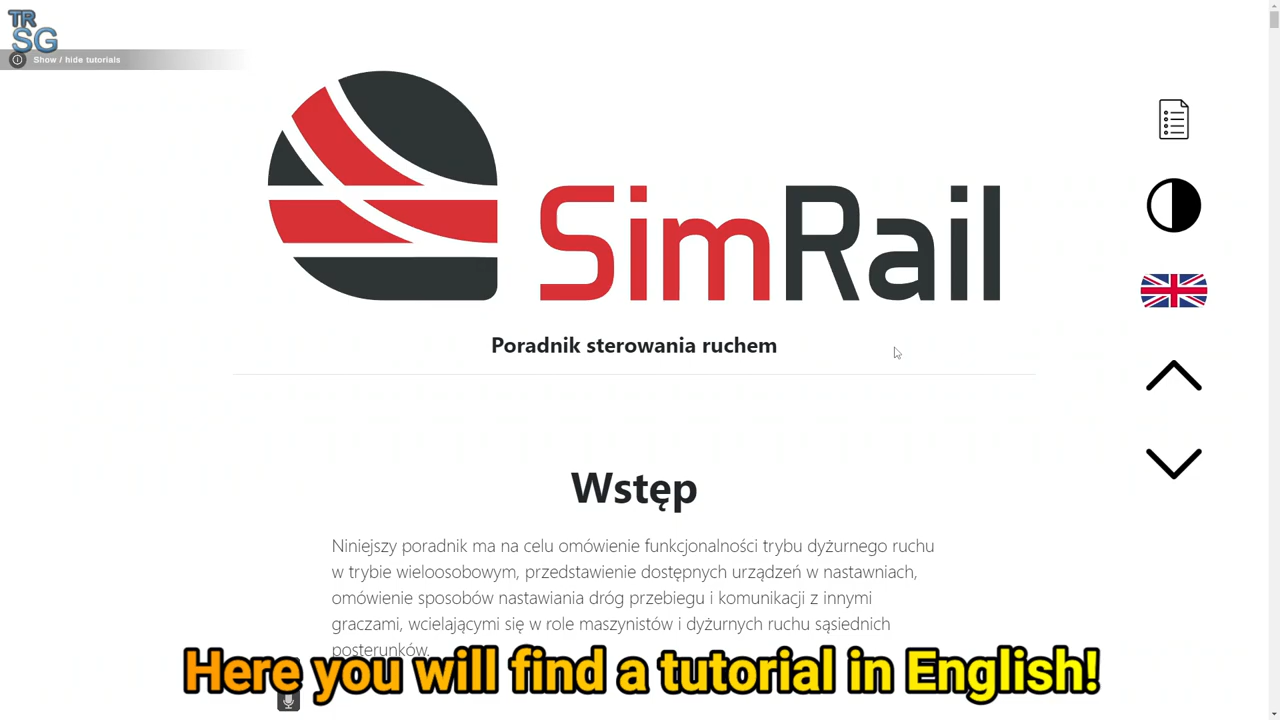 TR
SG
Show / hide tutorials
SimRail
Poradnik sterowania ruchem
Wstęp
Niniejszy poradnik ma na celu omówienie funkcjonalności trybu dyżurnego ruchu
w trybie wieloosobowym, przedstawienie dostępnych urządzeń w nastawniach,
omówienie sposobów nastawiania dróg przebiegu i komunikacji z innymi
graczami, wcielającymi się w role maszynistów i dyżurnych ruchu sąsiednich
posterunków.
Here you will find a tutorial in English!